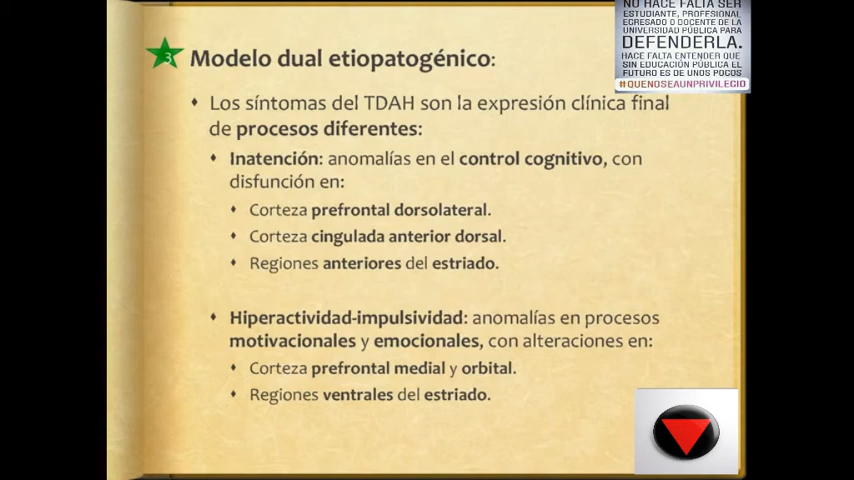 NO HACE FALTA SER
ESTUDIANTE, PROFESIONAL
EGRESADO O DOCENTE DE LA
UNIVERSIDAD PÚBLICA PARA
DEFENDERLA.
HACE FALTA ENTENDER QUE
SIN EDUCACIÓN PÚBLICA EL
FUTURO ES DE UNOS POCOS
#QUENOSEAUNPRIVILEGIO
3 Modelo dual etiopatogénico:
Los síntomas del TDAH son la expresión clínica final
de procesos diferentes:
Inatención: anomalías en el control cognitivo, con
disfunción en:
Corteza prefrontal dorsolateral.
Corteza cingulada anterior dorsal.
Regiones anteriores del estriado.
Hiperactividad-impulsividad: anomalías en procesos
motivacionales y emocionales, con alteraciones en:
Corteza prefrontal medial y orbital.
Regiones ventrales del estriado.